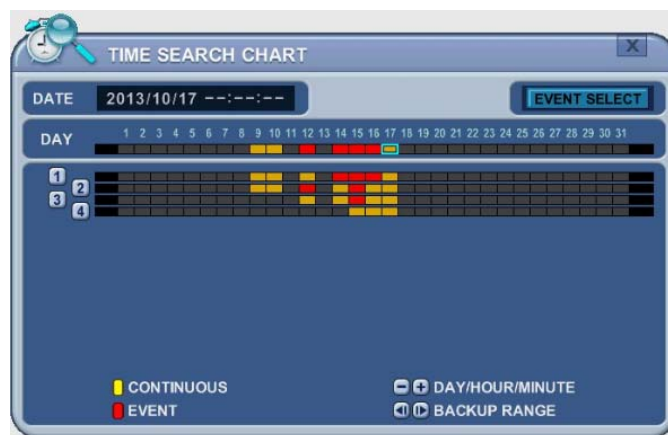 TIME SEARCH CHART X
DATE 2013/10/17 --:--:-- EVENT SELECT
DAY 1 2 3 4 5 6 7 8 9 10 11 12 13 14 15 16 17 18 19 20 21 22 23 24 25 26 27 28 29 30 31
1
2
3
4
CONTINUOUS - + DAY/HOUR/MINUTE
EVENT BACKUP RANGE